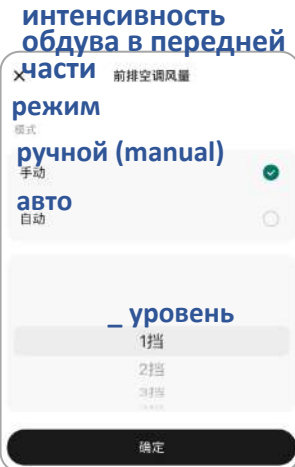 интенсивность
обдува в передней
части
× 前排空调风量
режим
模式
ручной (manual)
手动
авто
自动
_ уровень
1挡
2挡
3挡
确定